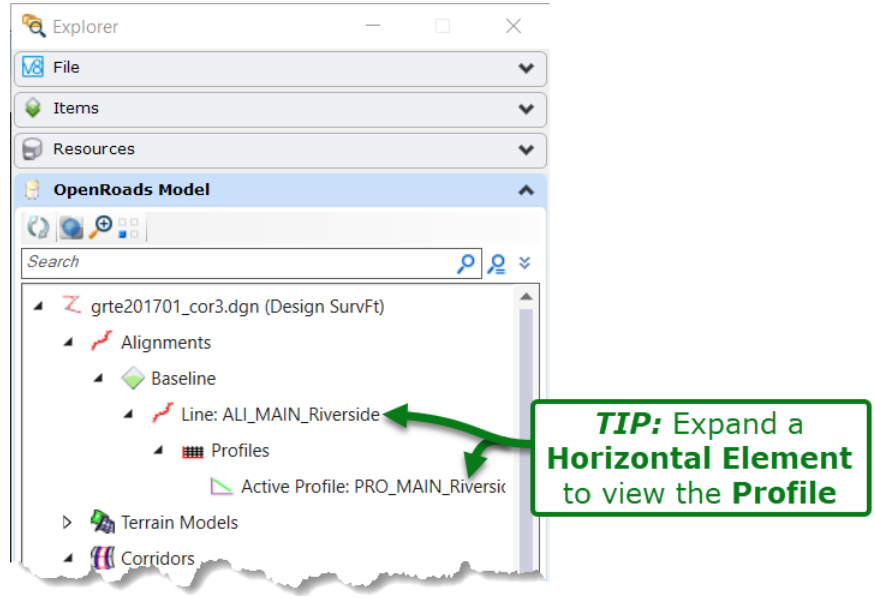 Explorer
File
Items
Resources
OpenRoads Model
Search
grte201701_cor3.dgn (Design SurvFt)
Alignments
Baseline
Line: ALI_MAIN_Riverside
Profiles
Active Profile: PRO_MAIN_Riversic
Terrain Models
Corridors
TIP: Expand a
Horizontal Element
to view the Profile